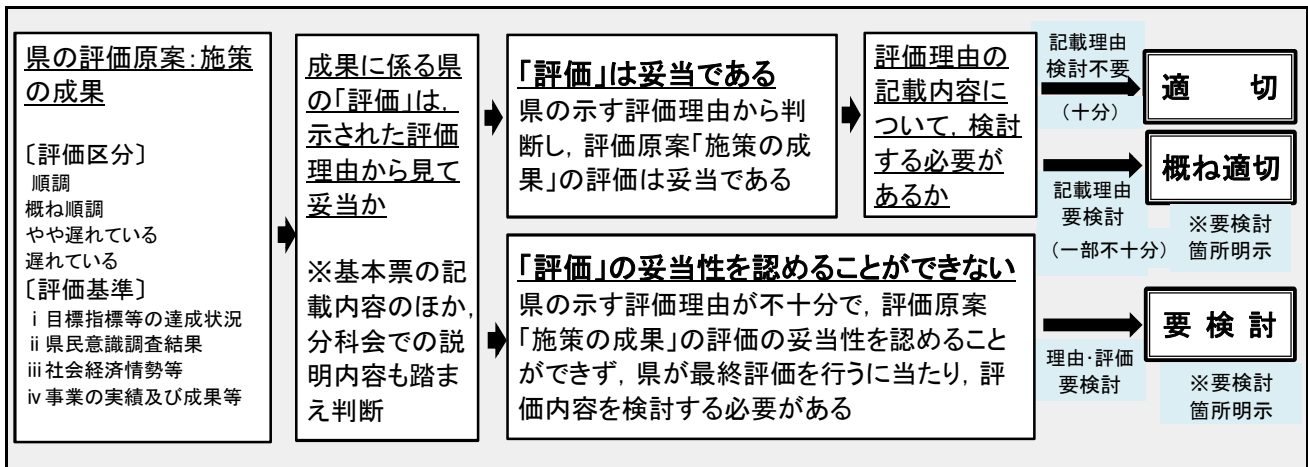 県の評価原案：施策
の成果
〔評価区分〕
順調
概ね順調
やや遅れている
遅れている
〔評価基準〕
ⅰ目標指標等の達成状況
ⅱ県民意識調査結果
ⅲ社会経済情勢等
ⅳ事業の実績及び成果等
成果に係る県
の「評価」は，
示された評価
理由から見て
妥当か
※基本票の記
載内容のほか，
分科会での説
明内容も踏ま
え判断
「評価」は妥当である
県の示す評価理由から判
断し，評価原案「施策の成
果」の評価は妥当である
評価理由の
記載内容に
ついて，検討
する必要が
あるか
「評価」の妥当性を認めることができない
県の示す評価理由が不十分で，評価原案
「施策の成果」の評価の妥当性を認めること
ができず，県が最終評価を行うに当たり，評
価内容を検討する必要がある
記載理由
検討不要
（十分）
適　切
記載理由
要検討
（一部不十分）
概ね適切
※要検討
箇所明示
理由・評価
要検討
要検討
※要検討
箇所明示